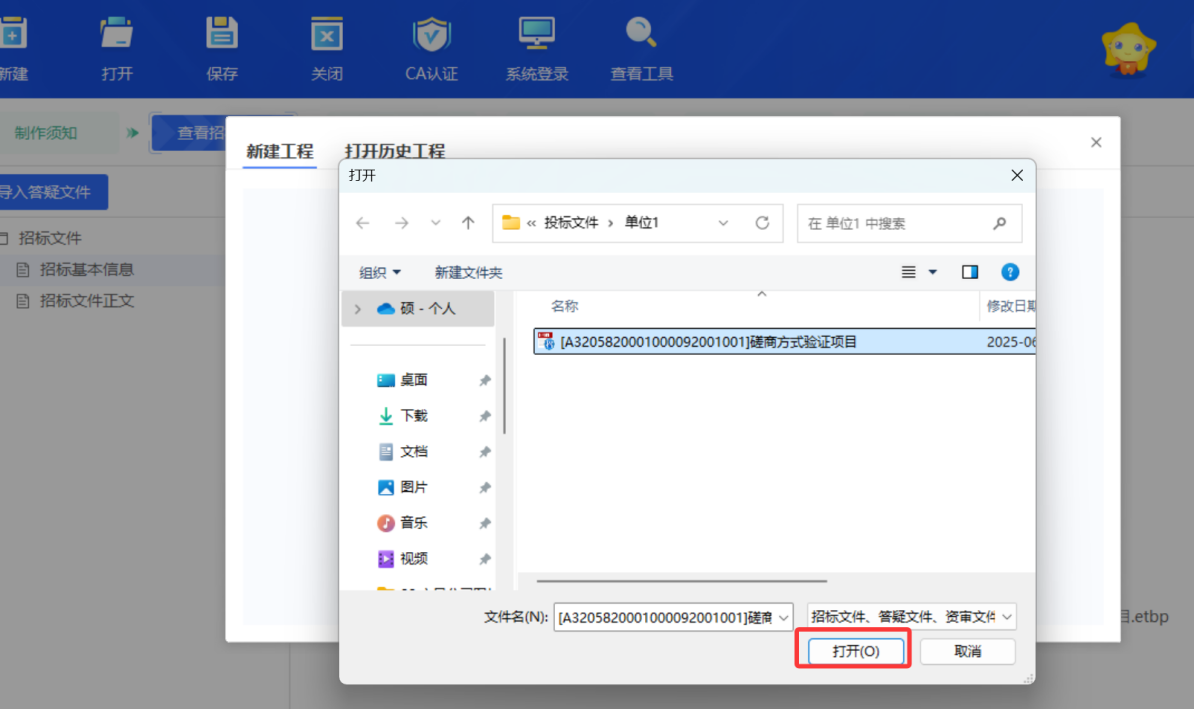 新建 打开 保存 关闭 CA认证 系统登录 查看工具
制作须知 查看招
新建工程 打开历史工程
导入答疑文件
招标文件
招标基本信息
招标文件正文
打开
« 投标文件 › 单位1
在 单位1 中搜索
组织 新建文件夹
硕 - 个人
名称 修改日期
[A3205820001000092001001]磋商方式验证项目 2025-06
桌面
下载
文档
图片
音乐
视频
文件名(N): [A3205820001000092001001]磋商 招标文件、答疑文件、资审文件
目.etbp
打开(O) 取消